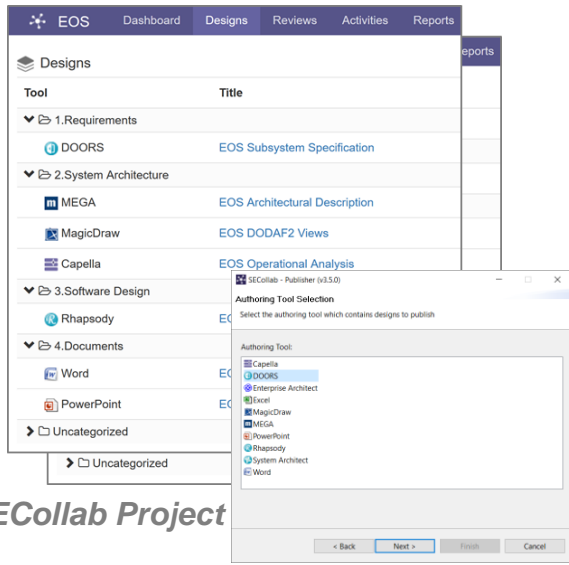 EOS Dashboard Designs Reviews Activities Reports
eports
Designs
Tool Title
1.Requirements
DOORS EOS Subsystem Specification
2.System Architecture
MEGA EOS Architectural Description
MagicDraw EOS DODAF2 Views
Capella EOS Operational Analysis
3.Software Design
Rhapsody
4.Documents
Word
PowerPoint
Uncategorized
Uncategorized
SECollab - Publisher (v3.5.0)
Authoring Tool Selection
Select the authoring tool which contains designs to publish
Authoring Tool:
Capella
DOORS
Enterprise Architect
Excel
MagicDraw
MEGA
PowerPoint
Rhapsody
System Architect
Word
< Back Next > Finish Cancel
ECollab Project